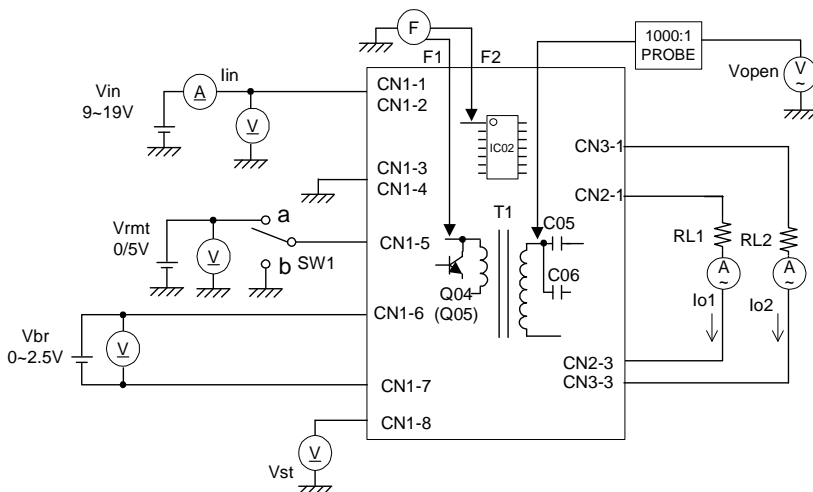 F
F1
F2
1000:1
PROBE
V
~
Vopen
Vin
9~19V
A
Iin
V
CN1-1
CN1-2
IC02
CN3-1
CN1-3
CN1-4
CN2-1
Vrmt
0/5V
V
a
b
SW1
CN1-5
T1
C05
C06
Q04
(Q05)
RL1
RL2
A
~
A
~
Io1
Io2
Vbr
0~2.5V
V
CN1-6
CN1-7
CN2-3
CN3-3
CN1-8
V
Vst